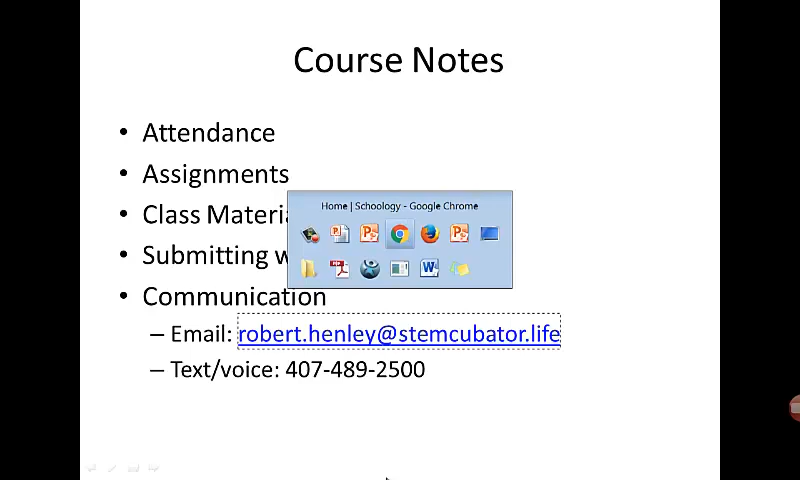 Course Notes
• Attendance
• Assignments
Home | Schoology - Google Chrome
• Class
• Submitting
• Communication
– Email: robert.henley@stemcubator.life
– Text/voice: 407-489-2500